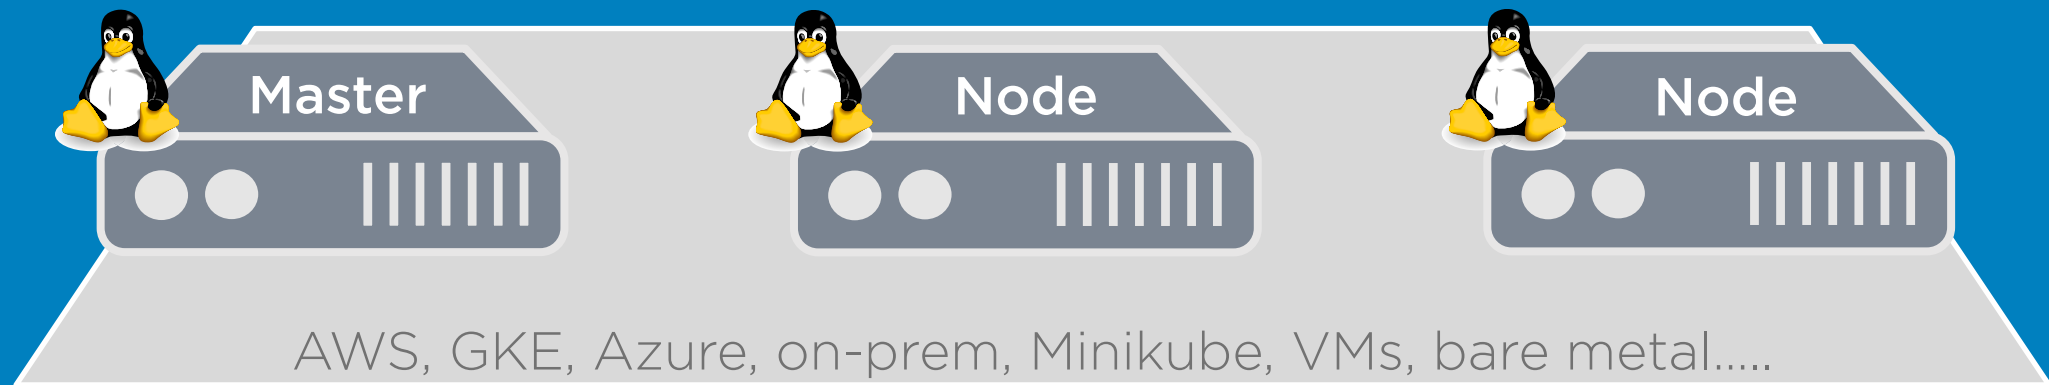 Master
Node
Node
AWS, GKE, Azure, on-prem, Minikube, VMs, bare metal.....